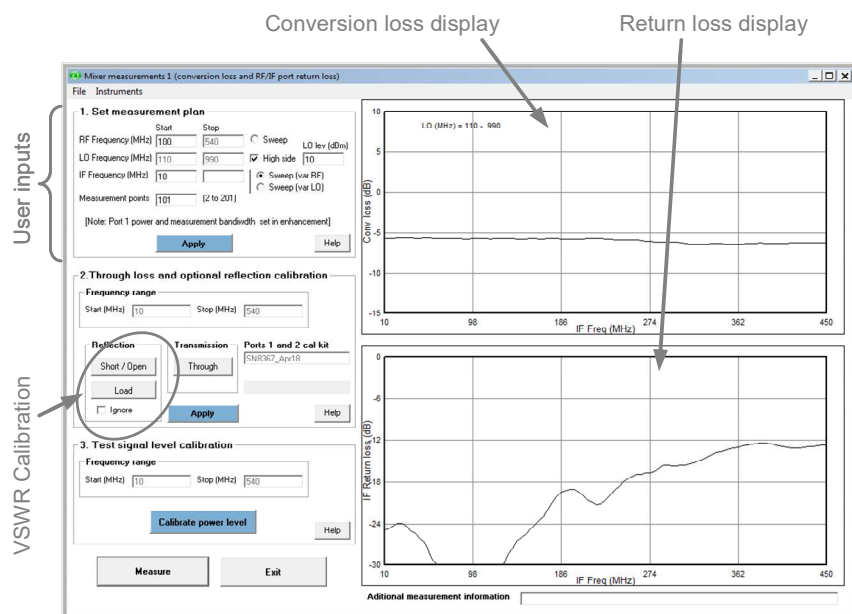 Conversion loss display
Return loss display
User inputs
VSWR Calibration
Mixer measurements 1 (conversion loss and RF/IF port return loss)
File Instruments
1. Set measurement plan
Start Stop
RF Frequency (MHz) 100 540 Sweep LO lev (dBm)
LO Frequency (MHz) 110 990 High side 10
IF Frequency (MHz) 10 Sweep (var RF)
Sweep (var LO)
Measurement points 101 [2 to 201]
[Note: Port 1 power and measurement bandiwdth set in enhancement]
Apply Help
2.Through loss and optional reflection calibration
Frequency range
Start (MHz) 10 Stop (MHz) 540
Reflection Transmission Ports 1 and 2 cal kit
SN8367_Apr18
Short / Open Through
Load
Ignore Apply Help
3. Test signal level calibration
Frequency range
Start (MHz) 10 Stop (MHz) 540
Calibrate power level Help
Measure Exit
LO (MHz) = 110 - 990
Conv loss (dB)
10
5
0
-5
-10
-15
10 98 186 274 362 450
IF Freq (MHz)
IF Return loss (dB)
0
-6
-12
-18
-24
-30
10 98 186 274 362 450
IF Freq (MHz)
Aditional measurement information